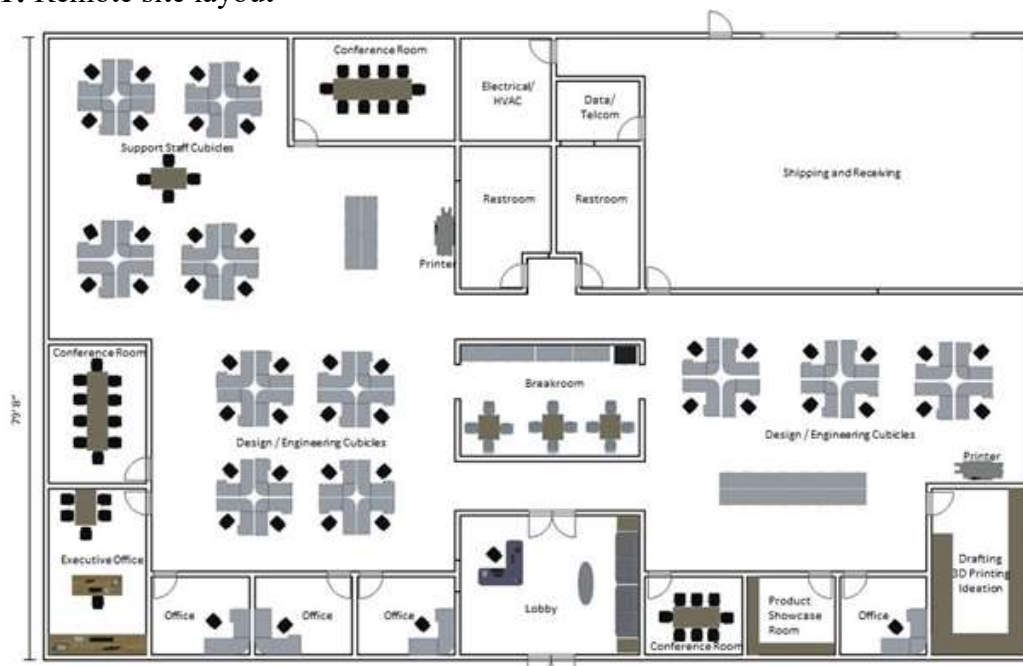 1. Remote site layout
Conference Room
Electrical/
HVAC
Data/
Telcom
Support Staff Cubicles
Shipping and Receiving
Restroom
Restroom
Printer
Conference Room
Breakroom
79' 8"
Design / Engineering Cubicles
Design / Engineering Cubicles
Printer
Executive Office
Drafting
3D Printing
Ideation
Office
Office
Office
Lobby
Product
Showcase
Room
Office
Conference Room